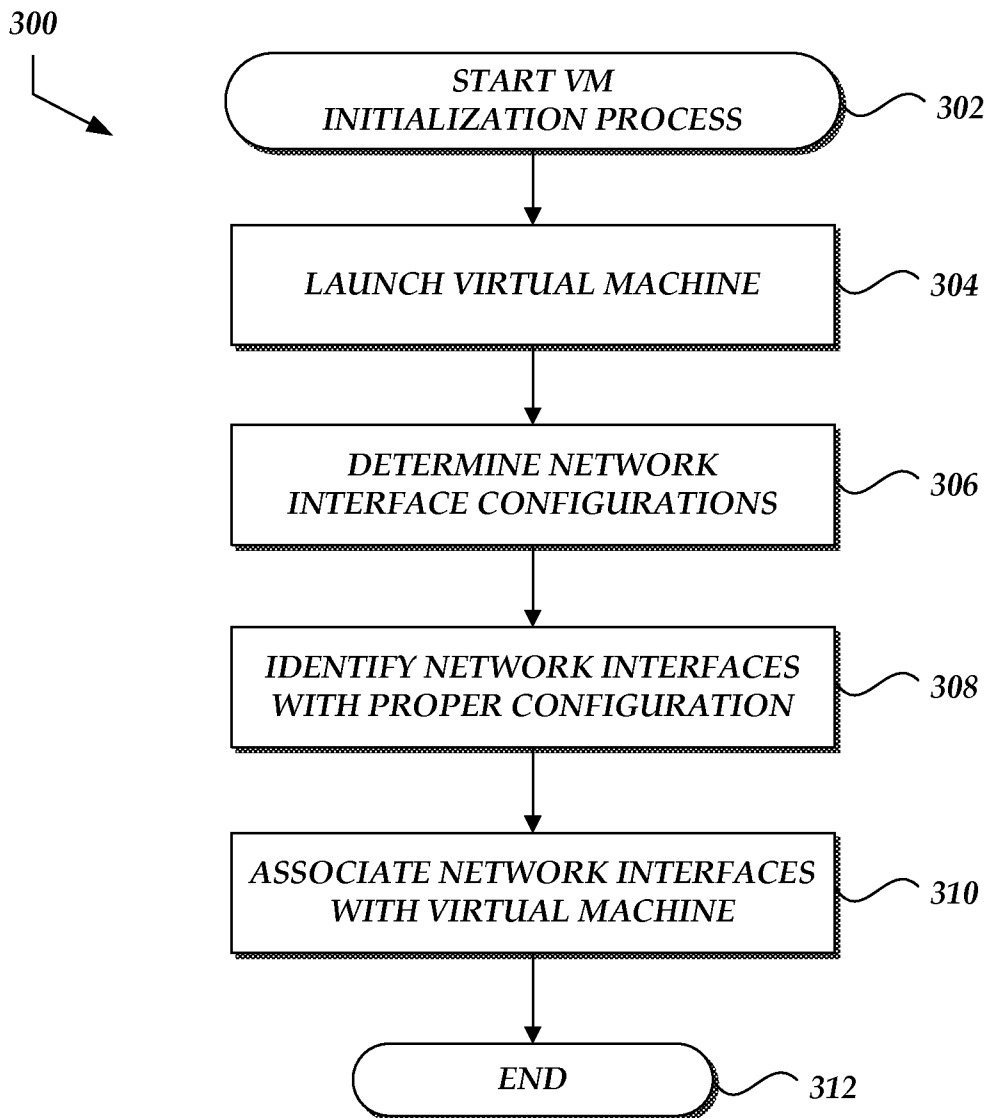 300
START VM
INITIALIZATION PROCESS
302
LAUNCH VIRTUAL MACHINE
304
DETERMINE NETWORK
INTERFACE CONFIGURATIONS
306
IDENTIFY NETWORK INTERFACES
WITH PROPER CONFIGURATION
308
ASSOCIATE NETWORK INTERFACES
WITH VIRTUAL MACHINE
310
END
312